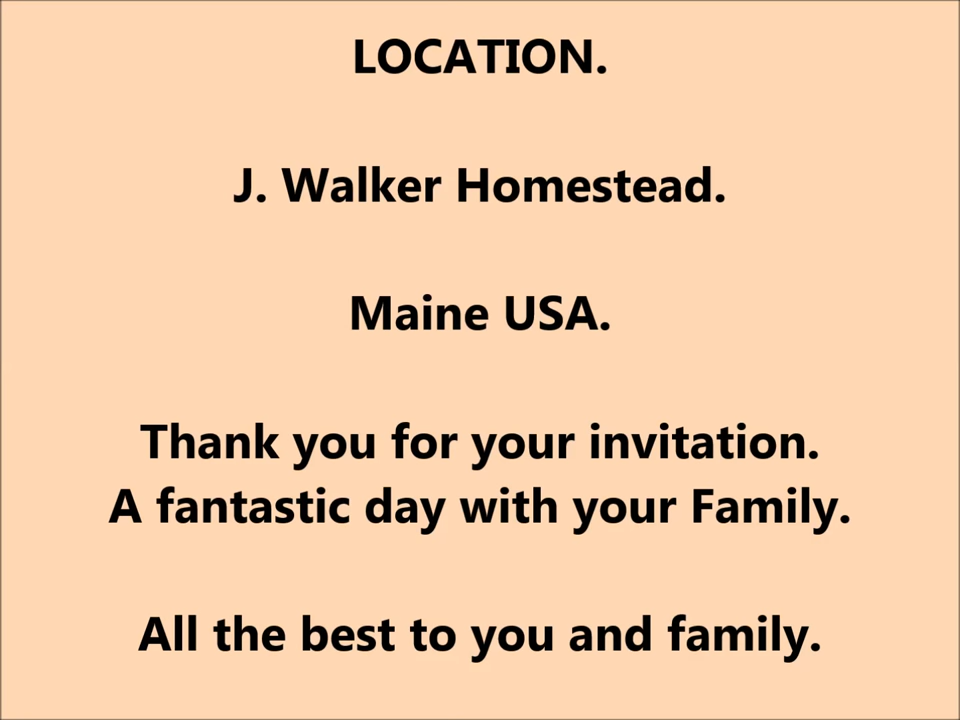 LOCATION.
J. Walker Homestead.
Maine USA.
Thank you for your invitation.
A fantastic day with your Family.
All the best to you and family.